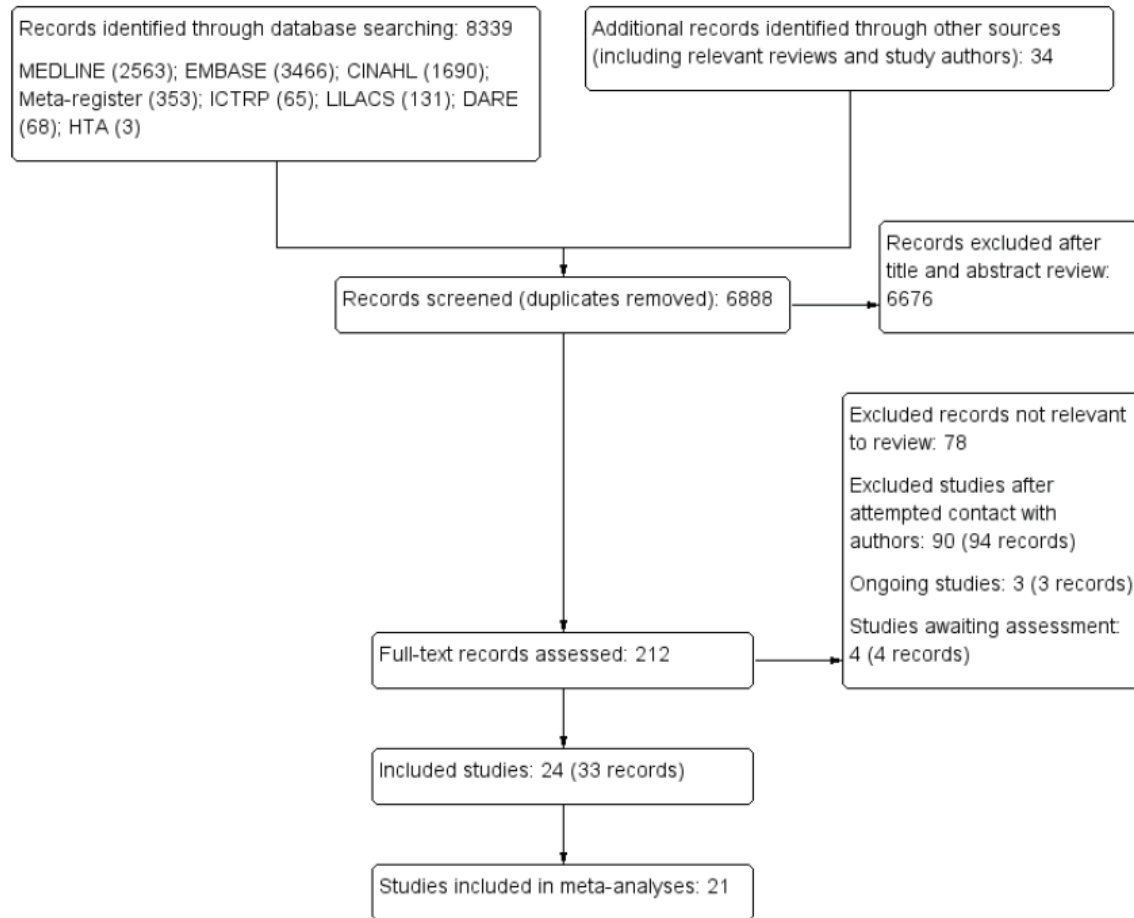 Records identified through database searching: 8339
MEDLINE (2563); EMBASE (3466); CINAHL (1690);
Meta-register (353); ICTRP (65); LILACS (131); DARE
(68); HTA (3)
Additional records identified through other sources
(including relevant reviews and study authors): 34
Records screened (duplicates removed): 6888
Records excluded after
title and abstract review:
6676
Full-text records assessed: 212
Excluded records not relevant
to review: 78
Excluded studies after
attempted contact with
authors: 90 (94 records)
Ongoing studies: 3 (3 records)
Studies awaiting assessment:
4 (4 records)
Included studies: 24 (33 records)
Studies included in meta-analyses: 21